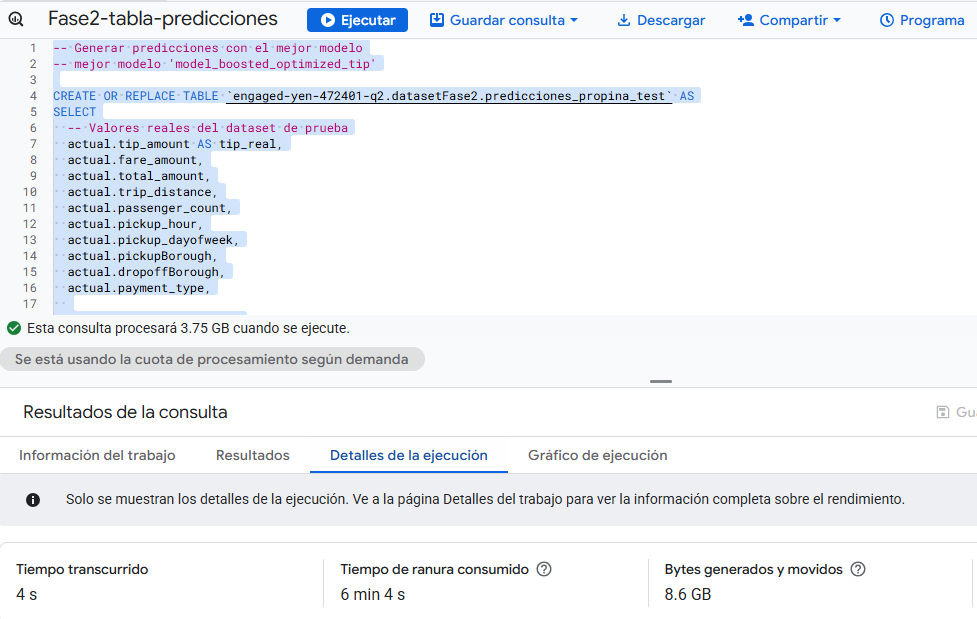 Fase2-tabla-predicciones Ejecutar Guardar consulta Descargar Compartir Programa
1 -- Generar predicciones con el mejor modelo
2 -- mejor modelo 'model_boosted_optimized_tip'
3
4 CREATE OR REPLACE TABLE `engaged-yen-472401-q2.datasetFase2.predicciones_propina_test` AS
5 SELECT
6 -- Valores reales del dataset de prueba
7 actual.tip_amount AS tip_real,
8 actual.fare_amount,
9 actual.total_amount,
10 actual.trip_distance,
11 actual.passenger_count,
12 actual.pickup_hour,
13 actual.pickup_dayofweek,
14 actual.pickupBorough,
15 actual.dropoffBorough,
16 actual.payment_type,
17
Esta consulta procesará 3.75 GB cuando se ejecute.
Se está usando la cuota de procesamiento según demanda
Resultados de la consulta Gua
Información del trabajo Resultados Detalles de la ejecución Gráfico de ejecución
Solo se muestran los detalles de la ejecución. Ve a la página Detalles del trabajo para ver la información completa sobre el rendimiento.
Tiempo transcurrido Tiempo de ranura consumido Bytes generados y movidos
4 s 6 min 4 s 8.6 GB